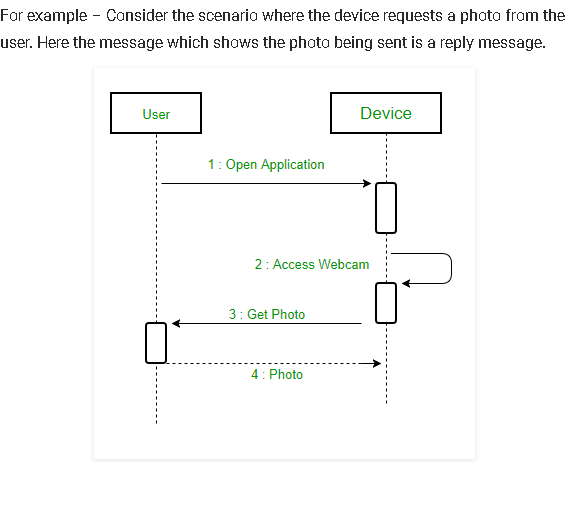 For example – Consider the scenario where the device requests a photo from the
user. Here the message which shows the photo being sent is a reply message.
User
Device
1 : Open Application
2 : Access Webcam
3 : Get Photo
4 : Photo